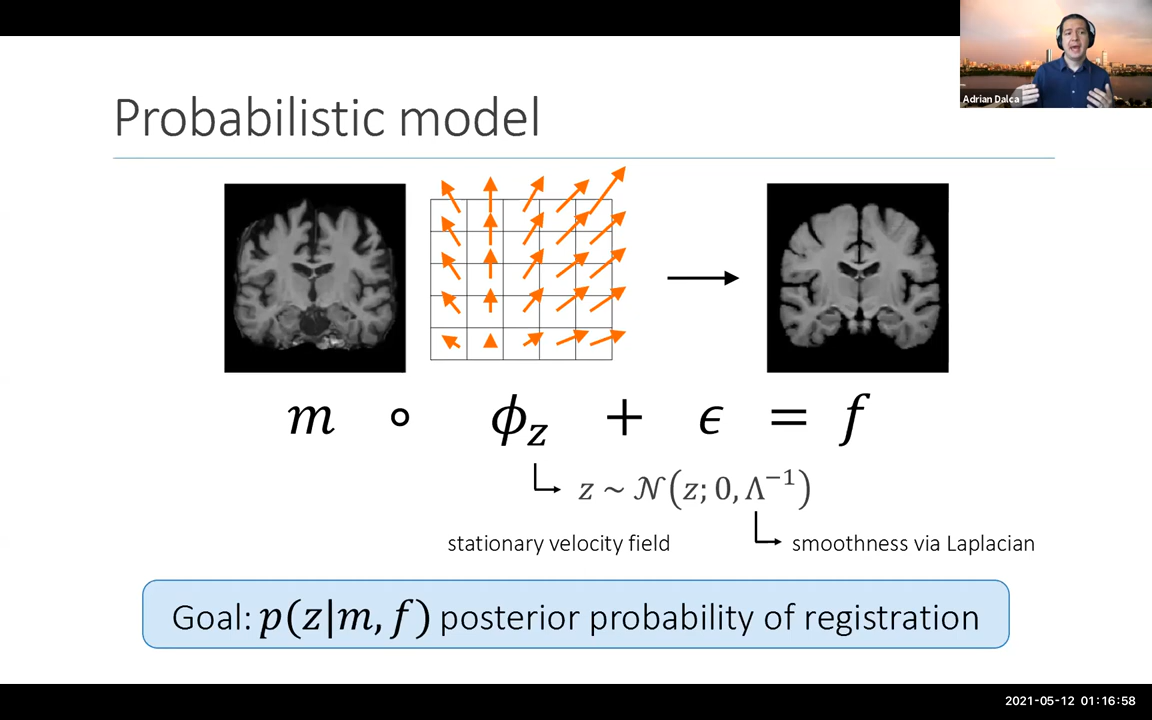 Adrian Dalca
Probabilistic model
m ∘ ϕ_z + ϵ = f
z ~ 𝒩(z; 0, Λ⁻¹)
stationary velocity field
smoothness via Laplacian
Goal: p(z|m, f) posterior probability of registration
2021-05-12 01:16:58